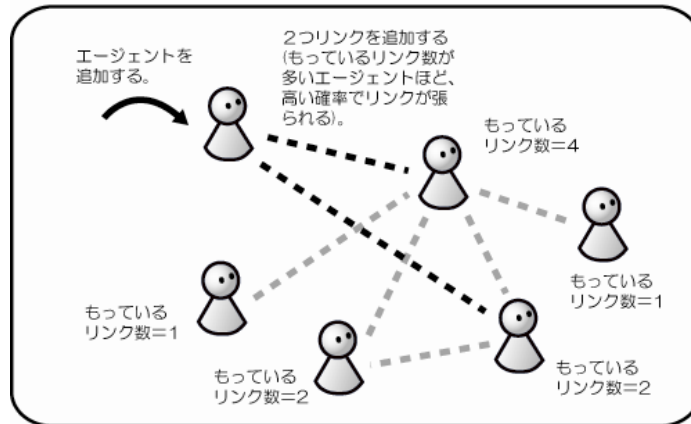 エージェントを
追加する。
2つリンクを追加する
(もっているリンク数が
多いエージェントほど、
高い確率でリンクが張
られる)。
もっている
リンク数=4
もっている
リンク数=1
もっている
リンク数=1
もっている
リンク数=2
もっている
リンク数=2